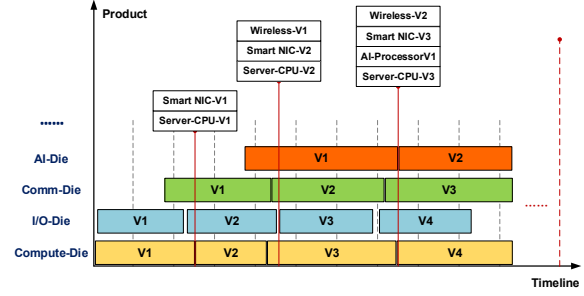 Product
Wireless-V1
Smart NIC-V2
Server-CPU-V2
Wireless-V2
Smart NIC-V3
AI-ProcessorV1
Server-CPU-V3
Smart NIC-V1
Server-CPU-V1
......
AI-Die V1 V2
Comm-Die V1 V2 V3
......
I/O-Die V1 V2 V3 V4
Compute-Die V1 V2 V3 V4
Timeline